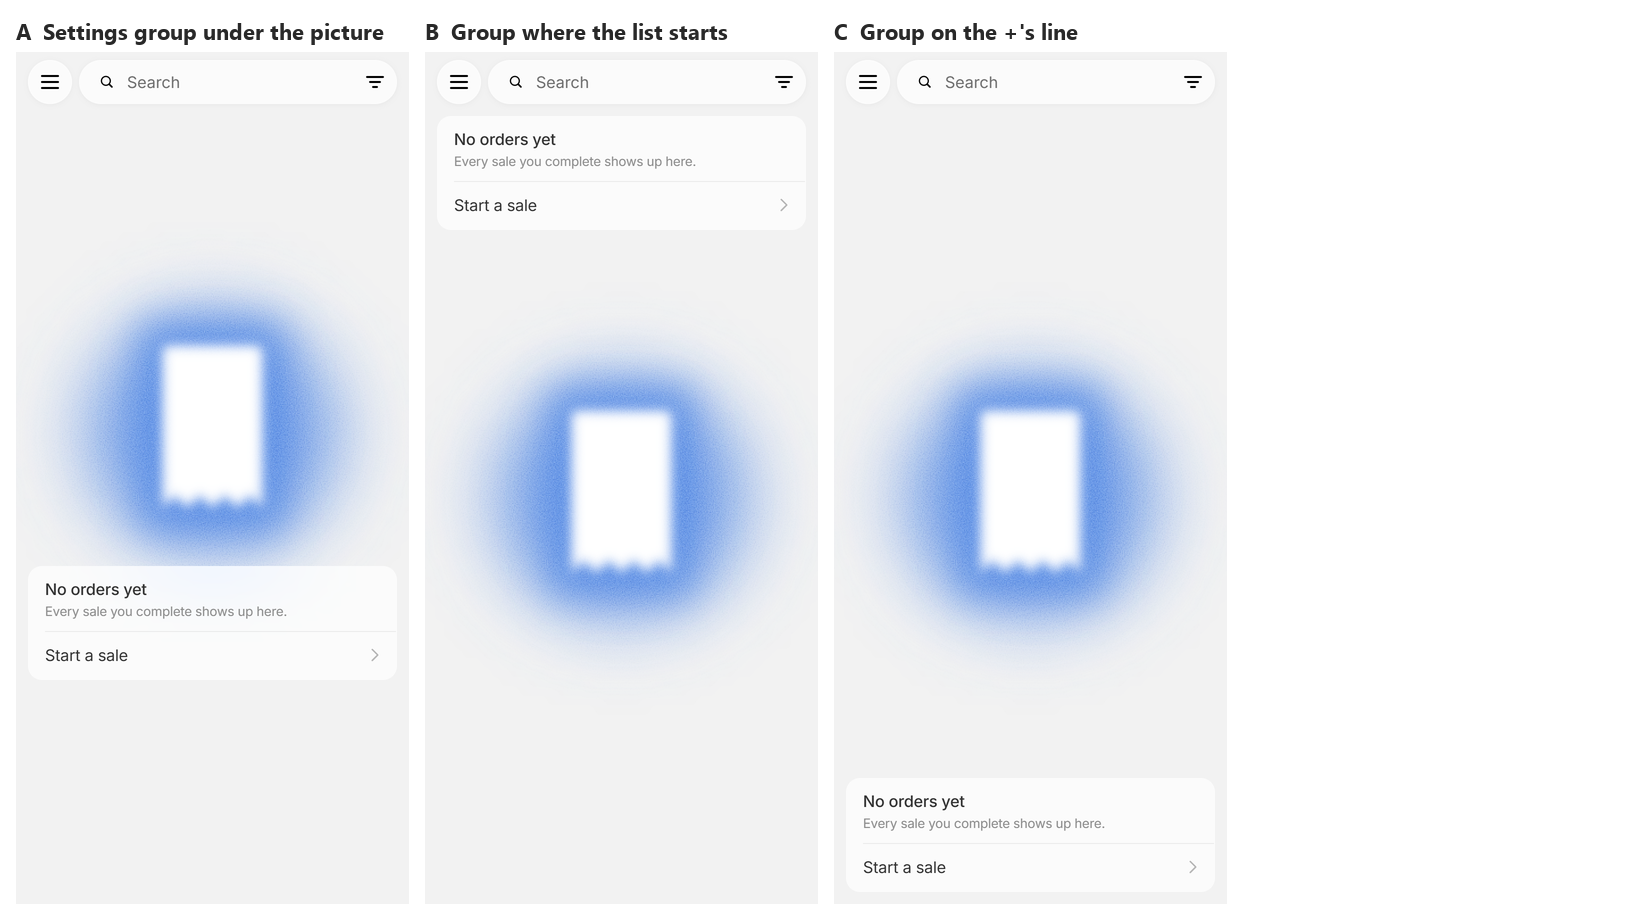 A Settings group under the picture
Search
No orders yet
Every sale you complete shows up here.
Start a sale
B Group where the list starts
Search
No orders yet
Every sale you complete shows up here.
Start a sale
C Group on the +'s line
Search
No orders yet
Every sale you complete shows up here.
Start a sale